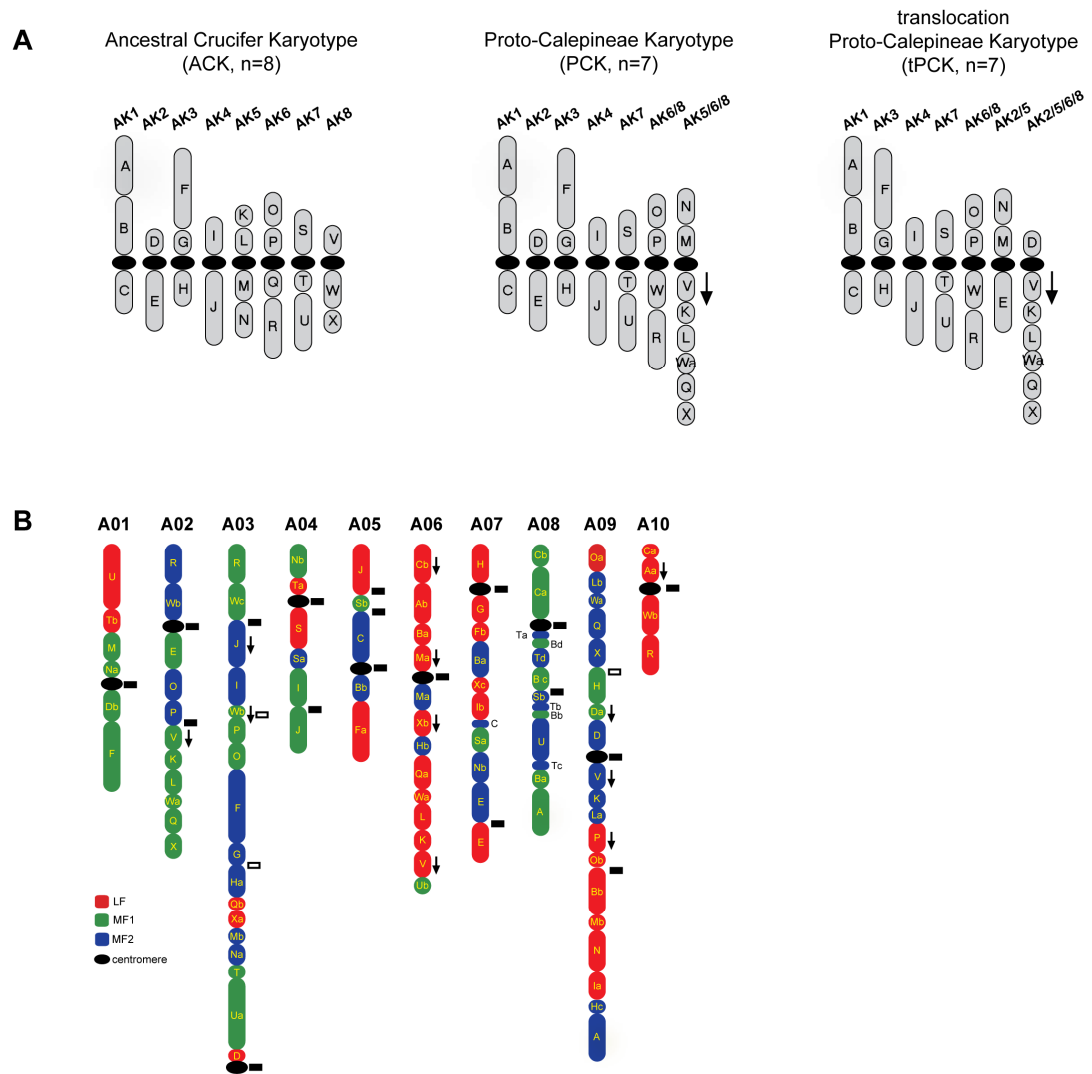 A
Ancestral Crucifer Karyotype
(ACK, n=8)
Proto-Calepineae Karyotype
(PCK, n=7)
translocation
Proto-Calepineae Karyotype
(tPCK, n=7)
AK1 AK2 AK3 AK4 AK5 AK6 AK7 AK8
A B C
D E
F G H
I J
K L M N
O P Q R
S T U
V W X
AK1 AK2 AK3 AK4 AK7 AK6/8 AK5/6/8
A B C
D E
F G H
I J
S T U
O P W R
N M V K L Wa Q X
AK1 AK3 AK4 AK7 AK6/8 AK2/5 AK2/5/6/8
A B C
F G H
I J
S T U
O P W R
N M E
D V K L Wa Q X
B
A01 A02 A03 A04 A05 A06 A07 A08 A09 A10
U Tb M Na Db F
R Wb E O P V K L Wa Q X
R Wc J I Wb P O F G Ha Qb Xa Mb Na T Ua D
Nb Ta S Sa I J
J Sb C Bb Fa
Cb Ab Ba Ma Ma Xb Hb Qa Wa L K V Ub
H G Fb Ba Xc Ib C Sa Nb E E
Cb Ca Ta Bd Td B c Sb Tb Bb U Tc Ba A
Oa Lb Wa Q X H Da D V K La P Ob Bb Mb N Ia Hc A
Ca Aa Wb R
LF
MF1
MF2
centromere